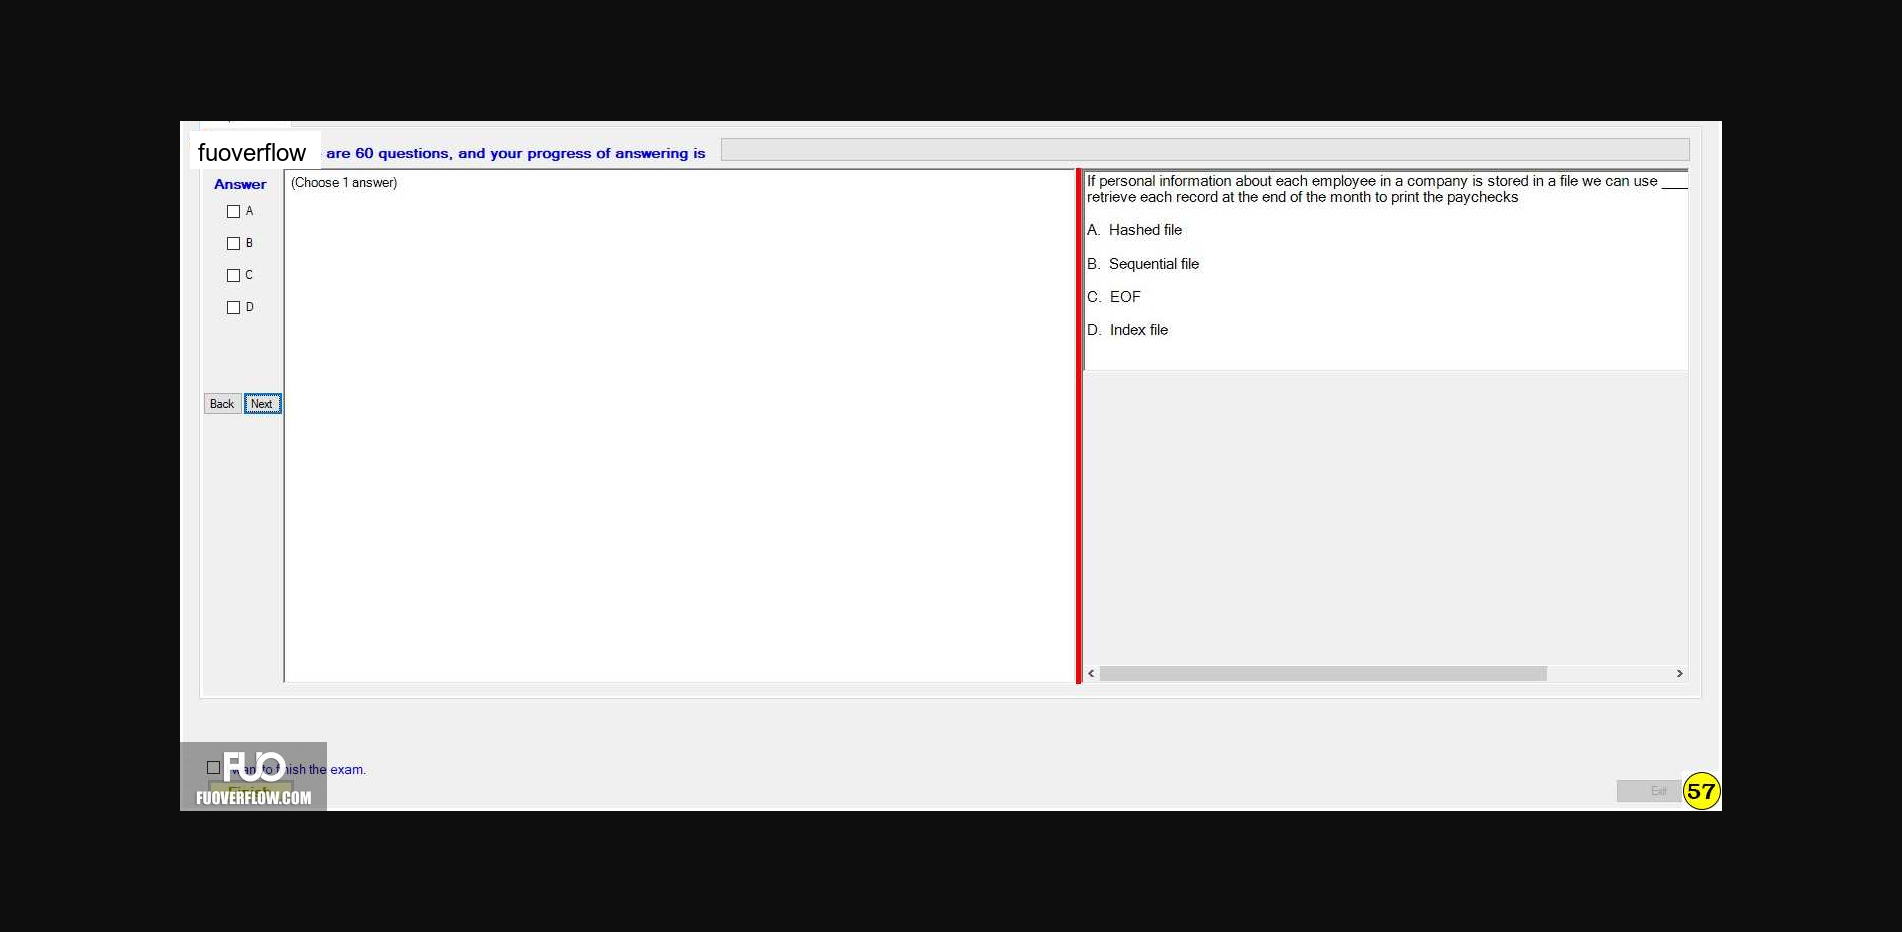 fuoverflow are 60 questions, and your progress of answering is
Answer
A
B
C
D
Back Next
(Choose 1 answer)
If personal information about each employee in a company is stored in a file we can use ____
retrieve each record at the end of the month to print the paychecks
A. Hashed file
B. Sequential file
C. EOF
D. Index file
want to finish the exam.
Finish
FUO
FUOVERFLOW.COM
Exit
57